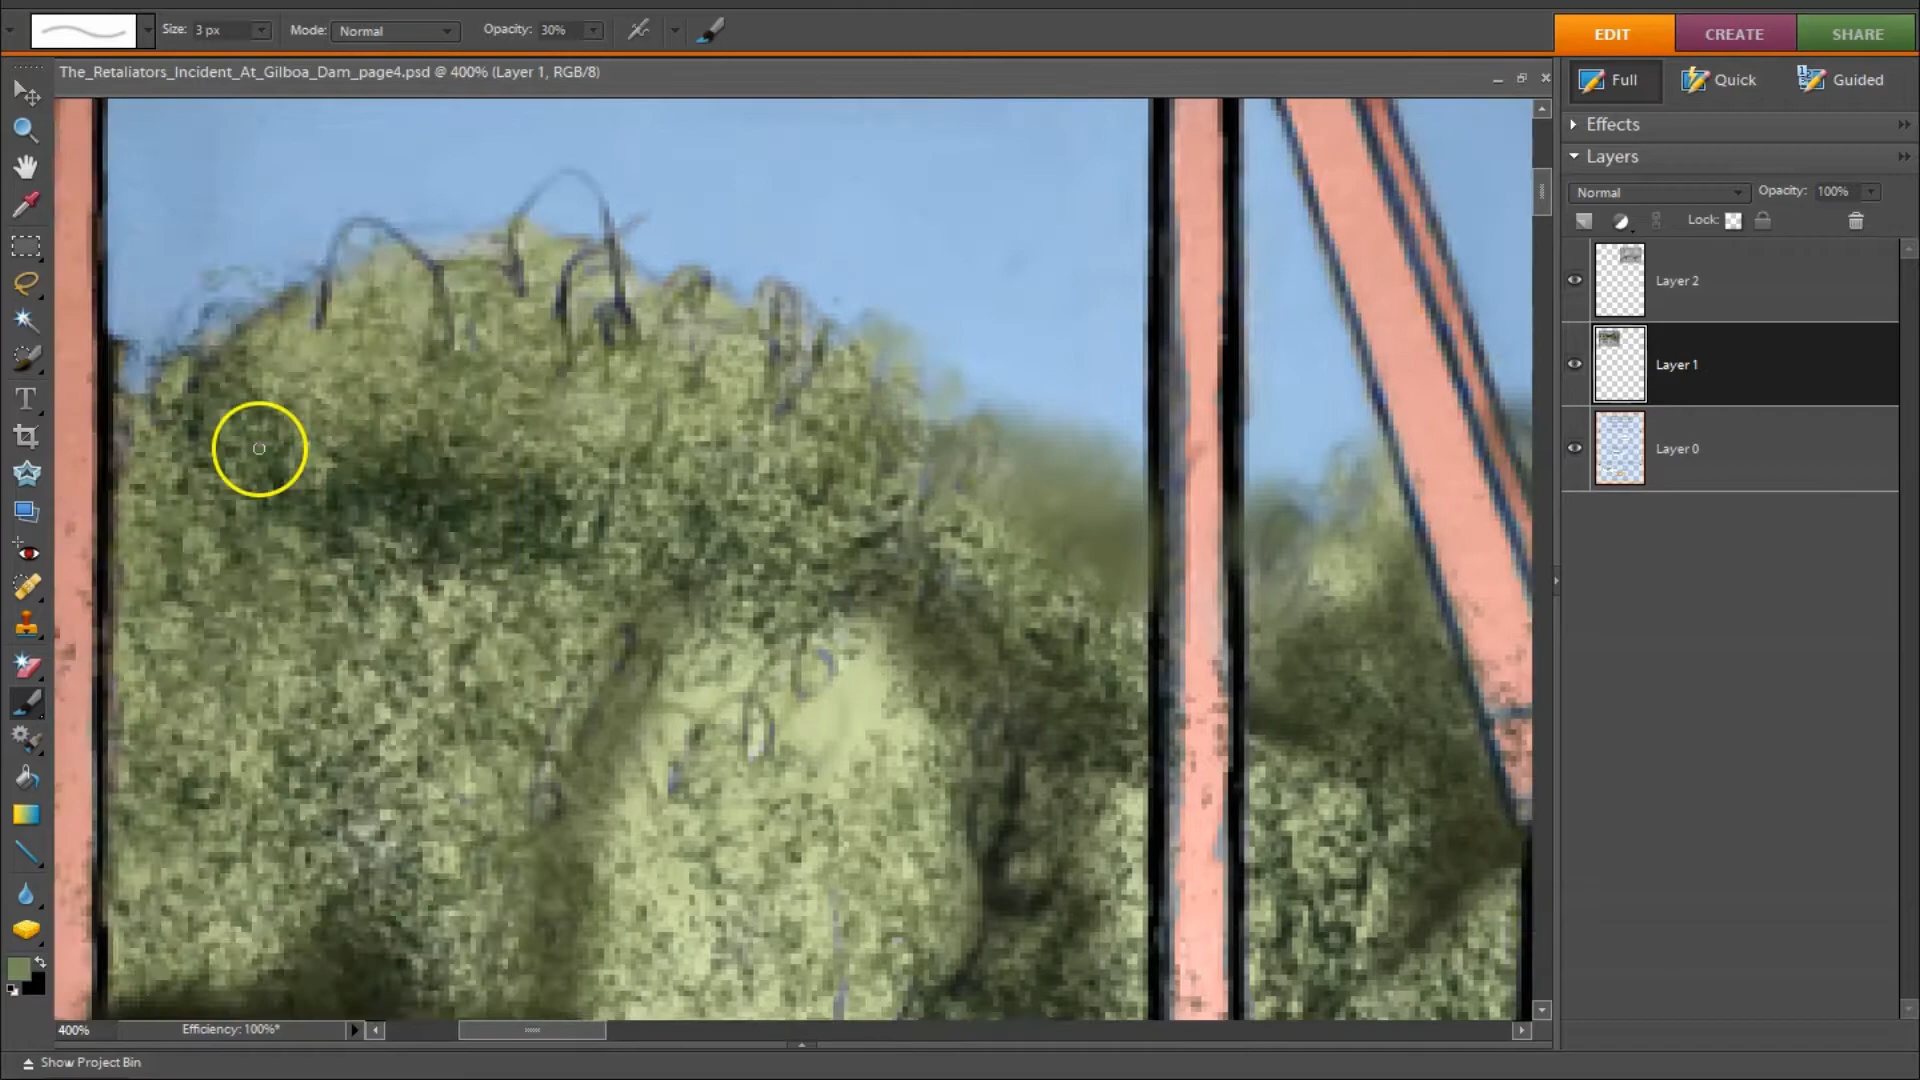 Size: 3 px Mode: Normal Opacity: 30% EDIT CREATE SHARE
The_Retaliators_Incident_At_Gilboa_Dam_page4.psd @ 400% (Layer 1, RGB/8)
Full Quick Guided
Effects
Layers
Normal Opacity: 100%
Lock:
Layer 2
Layer 1
Layer 0
400% Efficiency: 100%*
Show Project Bin